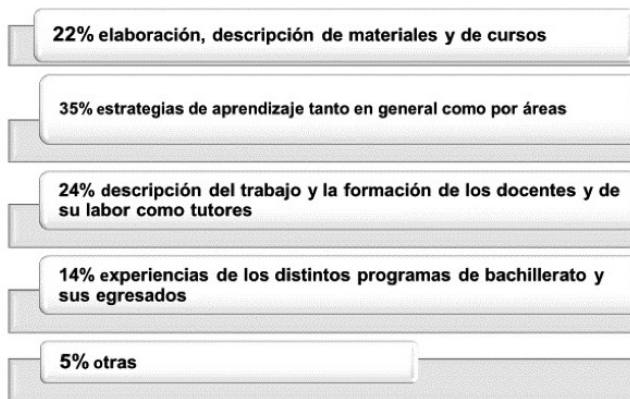 22% elaboración, descripción de materiales y de cursos
35% estrategias de aprendizaje tanto en general como por áreas
24% descripción del trabajo y la formación de los docentes y de
su labor como tutores
14% experiencias de los distintos programas de bachillerato y
sus egresados
5% otras